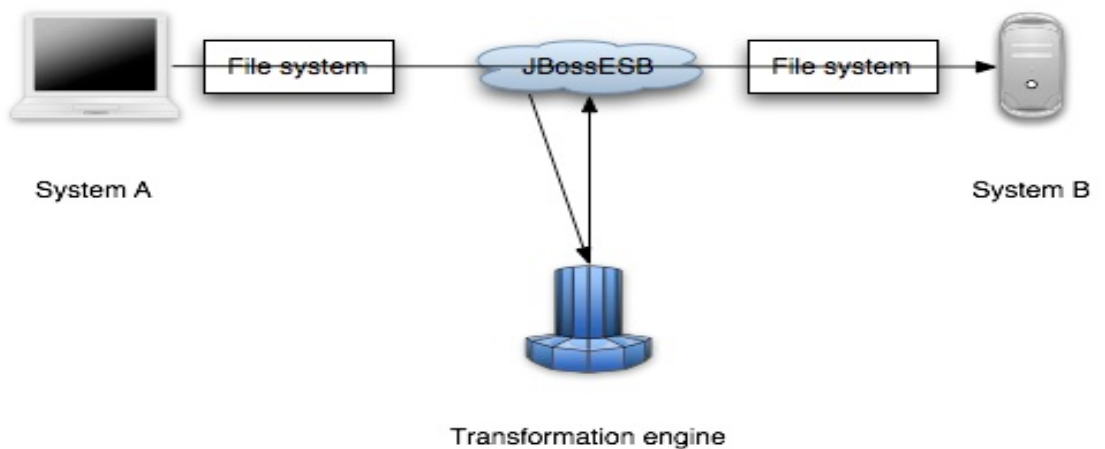 File system
JBossESB
File system
System A
System B
Transformation engine